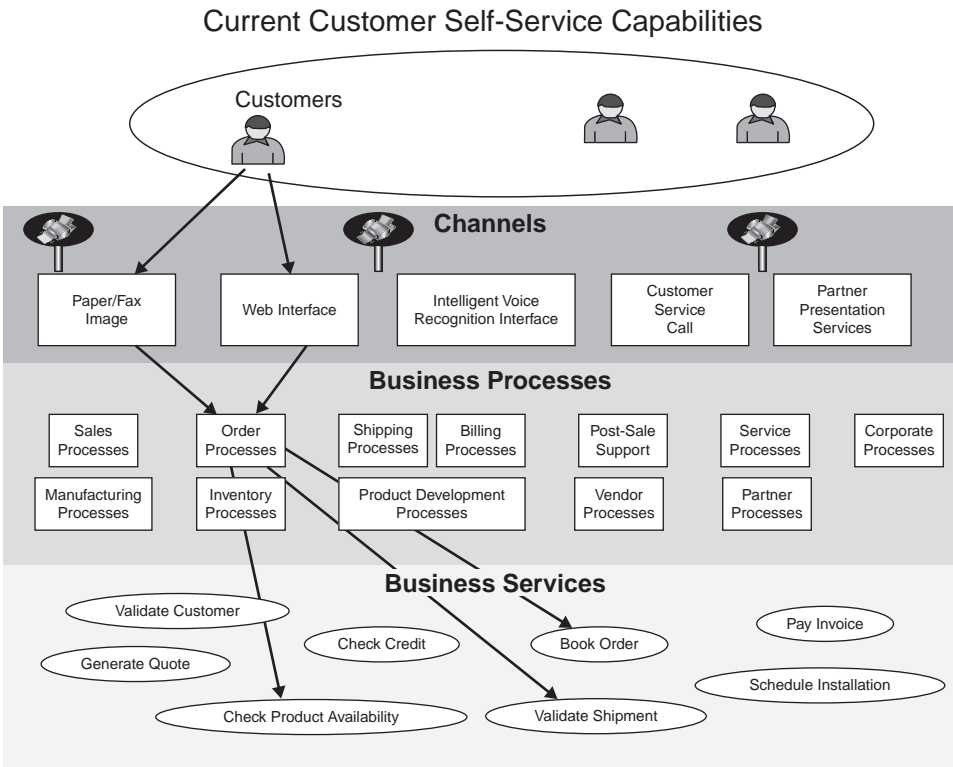 Current Customer Self-Service Capabilities
Customers
Channels
Paper/Fax
Image
Web Interface
Intelligent Voice
Recognition Interface
Customer
Service
Call
Partner
Presentation
Services
Business Processes
Sales
Processes
Order
Processes
Shipping
Processes
Billing
Processes
Post-Sale
Support
Service
Processes
Corporate
Processes
Manufacturing
Processes
Inventory
Processes
Product Development
Processes
Vendor
Processes
Partner
Processes
Business Services
Validate Customer
Check Credit
Book Order
Pay Invoice
Generate Quote
Schedule Installation
Check Product Availability
Validate Shipment